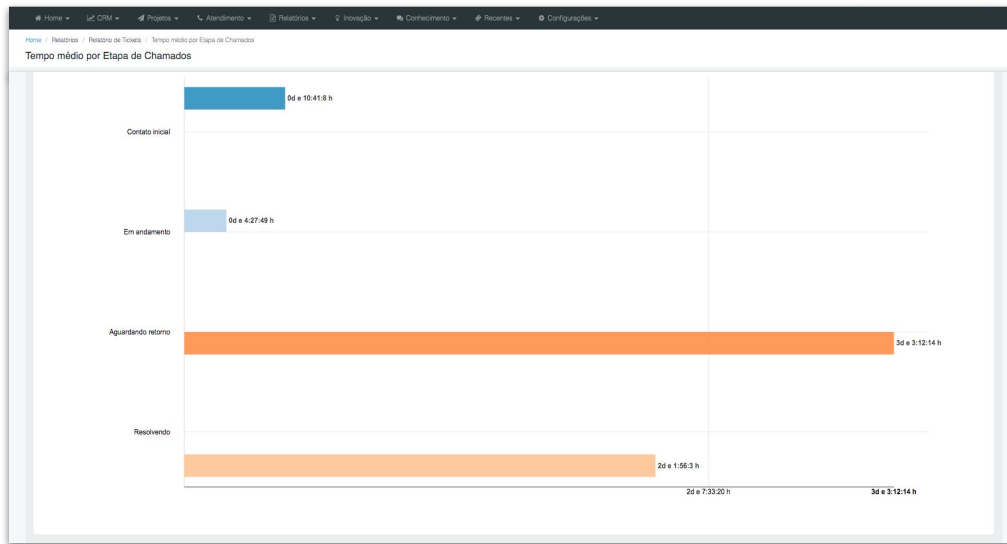 Home CRM Projetos Atendimento Relatórios Inovação Conhecimento Recentes Configurações
Home / Relatórios / Relatório de Tickets / Tempo médio por Etapa de Chamados
Tempo médio por Etapa de Chamados
0d e 10:41:8 h
Contato inicial
0d e 4:27:49 h
Em andamento
Aguardando retorno
3d e 3:12:14 h
Resolvendo
2d e 1:56:3 h
2d e 7:33:20 h
3d e 3:12:14 h